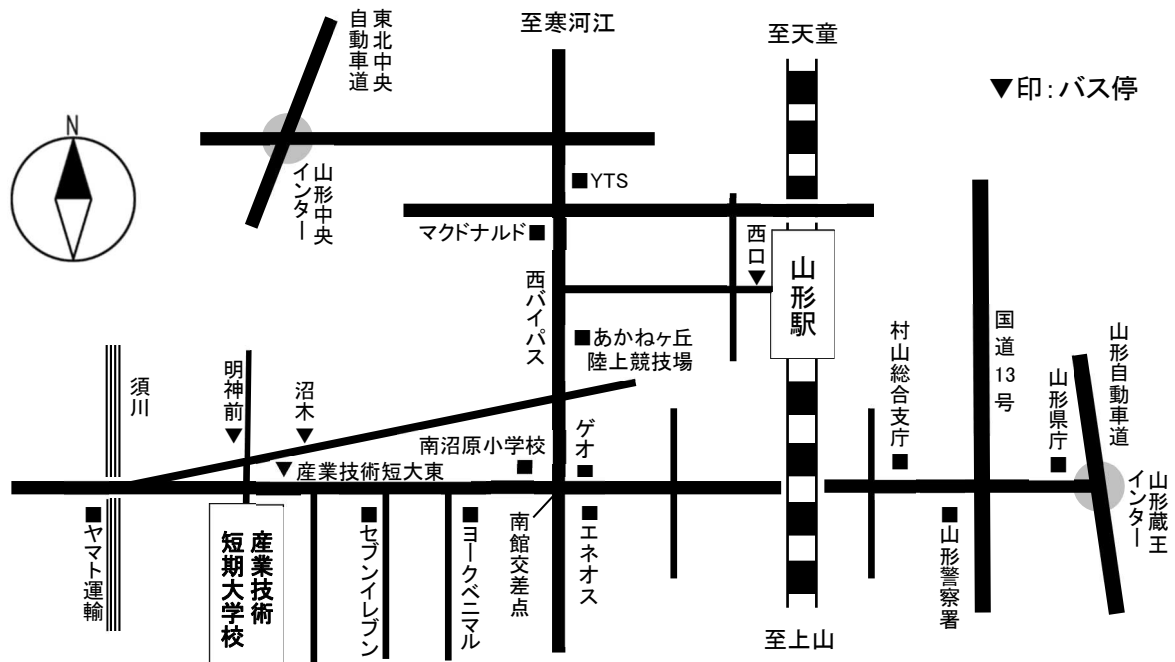 至寒河江
至天童
東北中央
自動車道
▼印：バス停
N
山形中央
インター
■YTS
マクドナルド■
西口▼
山形駅
西バイパス
■あかねヶ丘
陸上競技場
村山総合支庁■
国道13号
山形県庁■
山形自動車道
山形蔵王
インター
須川
明神前▼
沼木▼
▼産業技術短大東
南沼原小学校
■
ゲオ■
■ヤマト運輸
産業技術
短期大学校
■セブンイレブン
■ヨークベニマル
南館交差点
■エネオス
■山形警察署
至上山